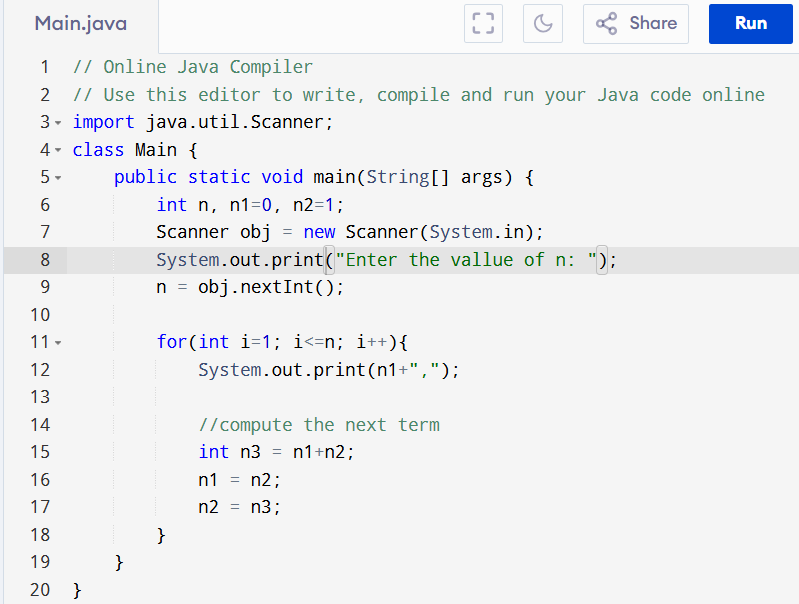 Main.java
Share
Run
1 // Online Java Compiler
2 // Use this editor to write, compile and run your Java code online
3 import java.util.Scanner;
4 class Main {
5     public static void main(String[] args) {
6         int n, n1=0, n2=1;
7         Scanner obj = new Scanner(System.in);
8         System.out.print("Enter the vallue of n: ");
9         n = obj.nextInt();
10
11         for(int i=1; i<=n; i++){
12             System.out.print(n1+",");
13
14             //compute the next term
15             int n3 = n1+n2;
16             n1 = n2;
17             n2 = n3;
18         }
19     }
20 }